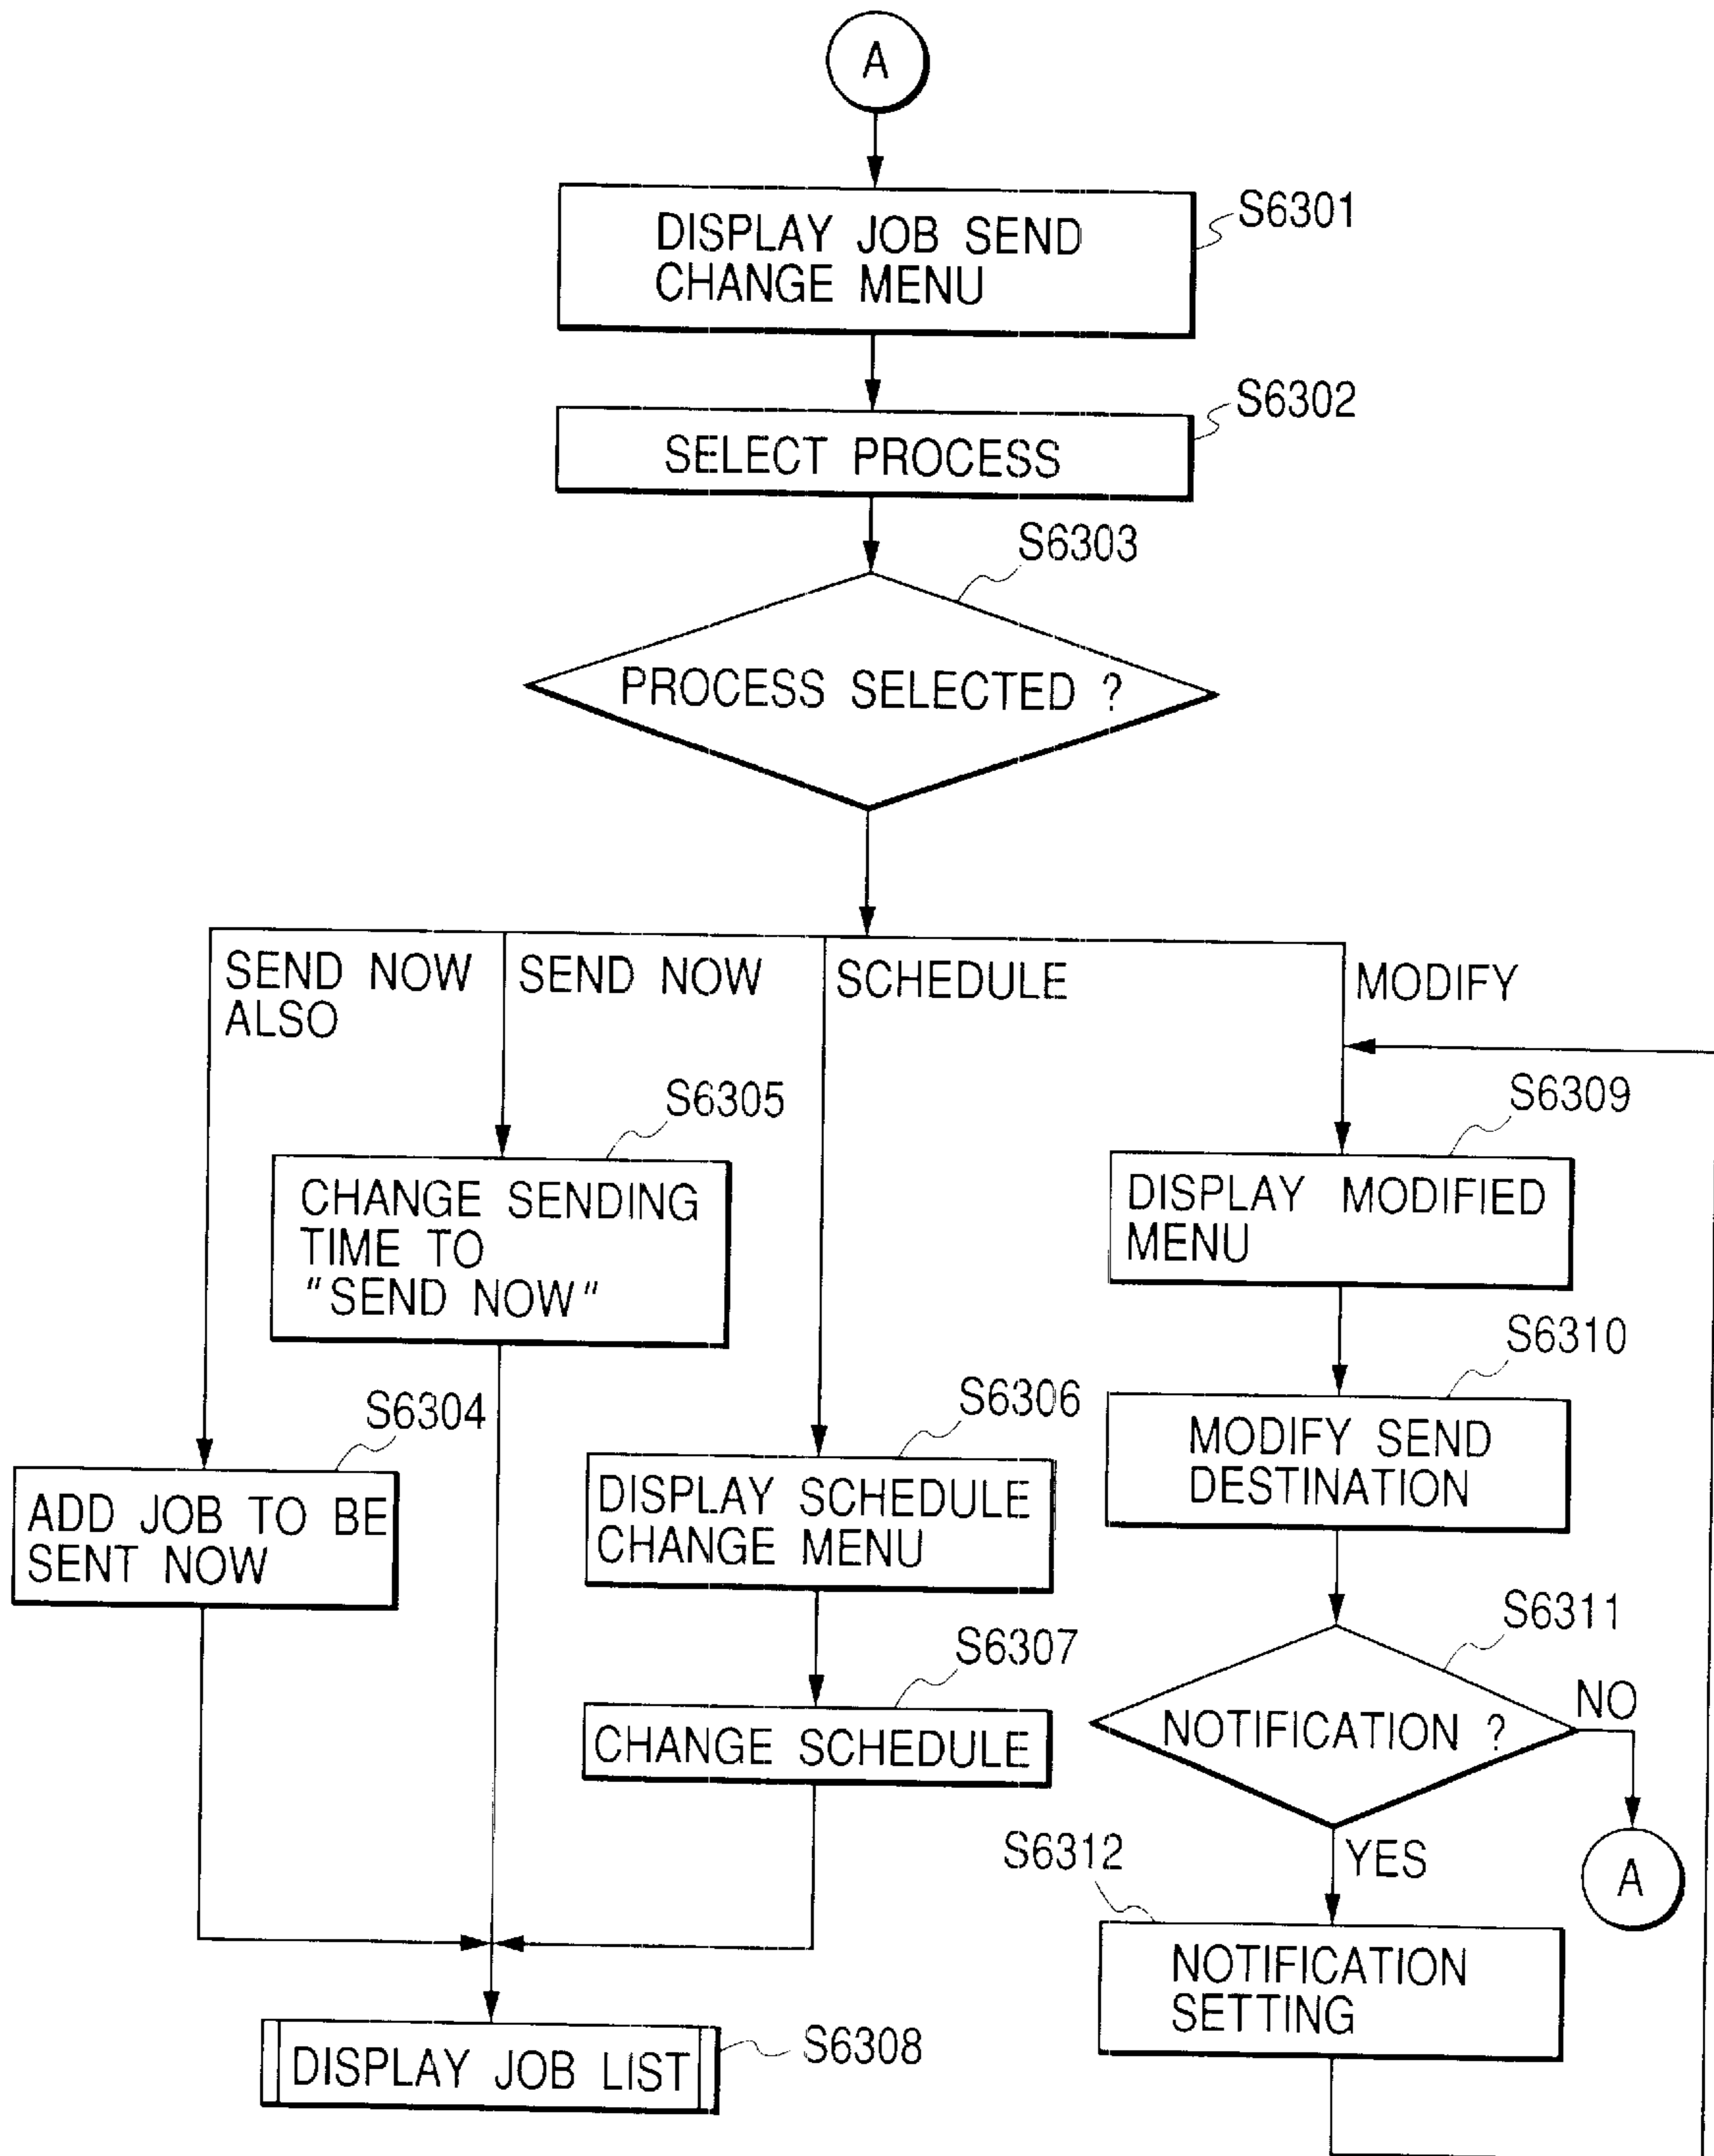 A
DISPLAY JOB SEND
CHANGE MENU
S6301
SELECT PROCESS
S6302
S6303
PROCESS SELECTED ?
SEND NOW
ALSO
SEND NOW
SCHEDULE
MODIFY
S6305
CHANGE SENDING
TIME TO
"SEND NOW"
S6309
DISPLAY MODIFIED
MENU
S6304
ADD JOB TO BE
SENT NOW
S6306
DISPLAY SCHEDULE
CHANGE MENU
S6310
MODIFY SEND
DESTINATION
S6307
CHANGE SCHEDULE
S6311
NOTIFICATION ?
NO
A
YES
S6312
NOTIFICATION
SETTING
DISPLAY JOB LIST
S6308